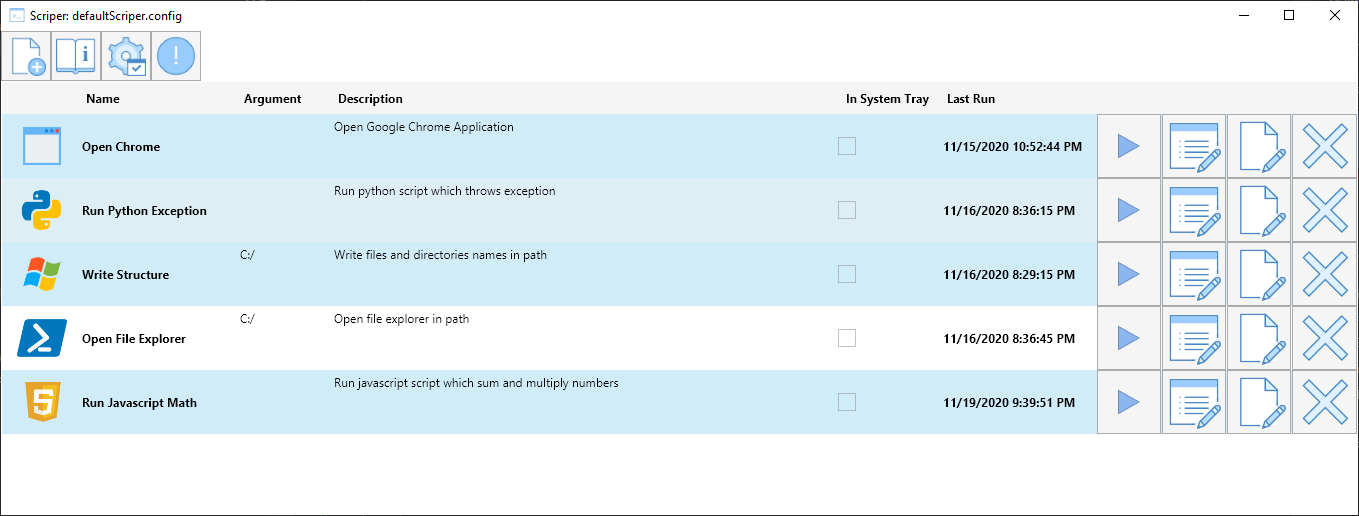 Scriper: defaultScriper.config
Name Argument Description In System Tray Last Run
Open Chrome Open Google Chrome Application 11/15/2020 10:52:44 PM
Run Python Exception Run python script which throws exception 11/16/2020 8:36:15 PM
Write Structure C:/ Write files and directories names in path 11/16/2020 8:29:15 PM
Open File Explorer C:/ Open file explorer in path 11/16/2020 8:36:45 PM
5 Run Javascript Math Run javascript script which sum and multiply numbers 11/19/2020 9:39:51 PM